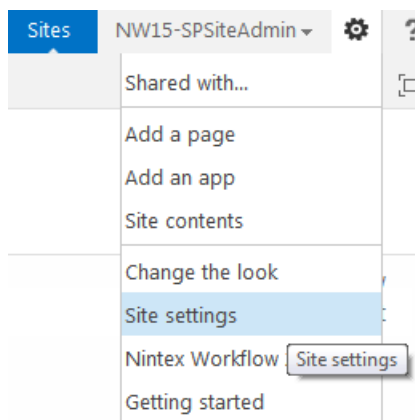 Sites NW15-SPSiteAdmin ?
Shared with...
Add a page
Add an app
Site contents
Change the look
Site settings
Nintex Workflow
Site settings
Getting started